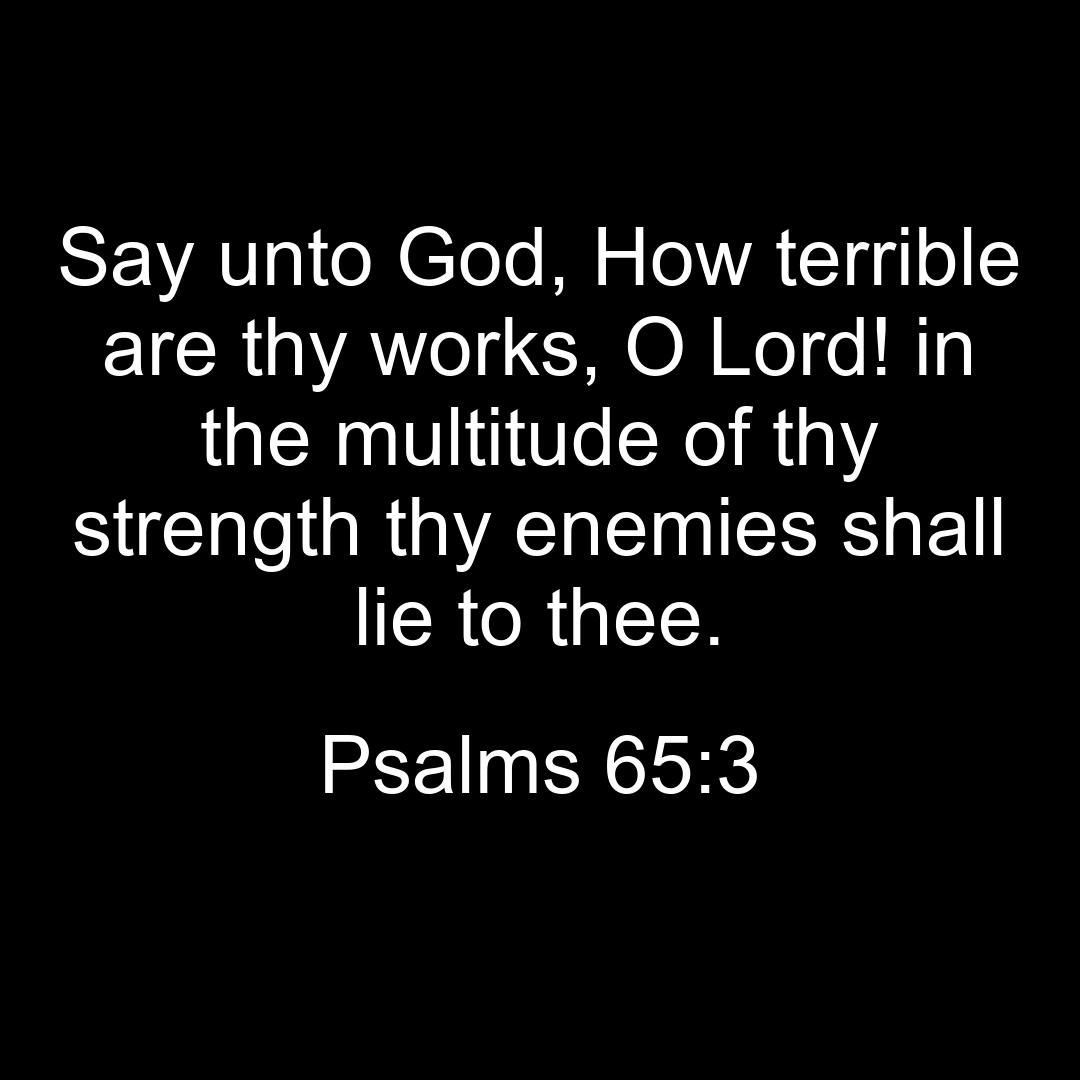 Say unto God, How terrible
are thy works, O Lord! in
the multitude of thy
strength thy enemies shall
lie to thee.
Psalms 65:3